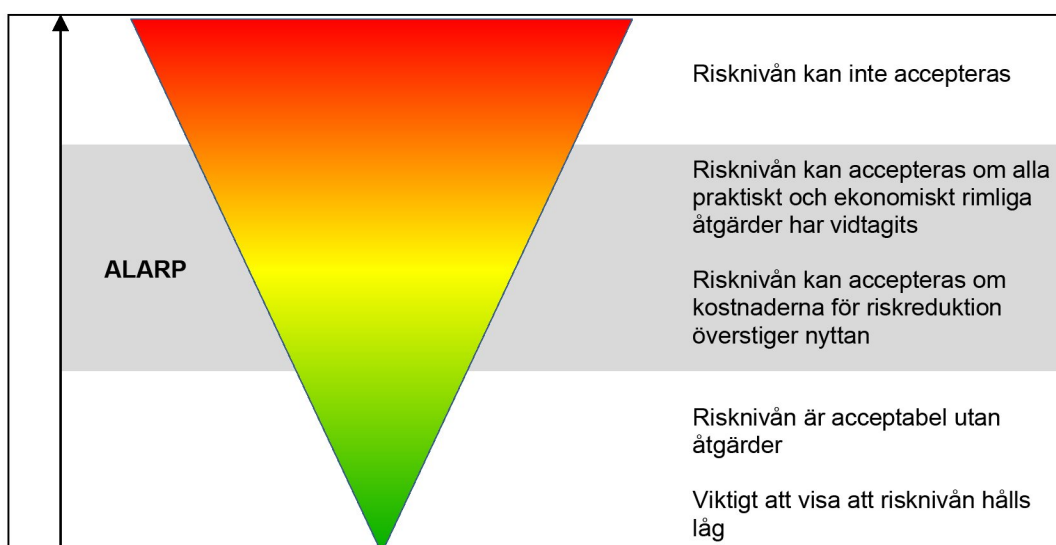 Risknivån kan inte accepteras
Risknivån kan accepteras om alla
praktiskt och ekonomiskt rimliga
åtgärder har vidtagits
ALARP
Risknivån kan accepteras om
kostnaderna för riskreduktion
överstiger nyttan
Risknivån är acceptabel utan
åtgärder
Viktigt att visa att risknivån hålls
låg